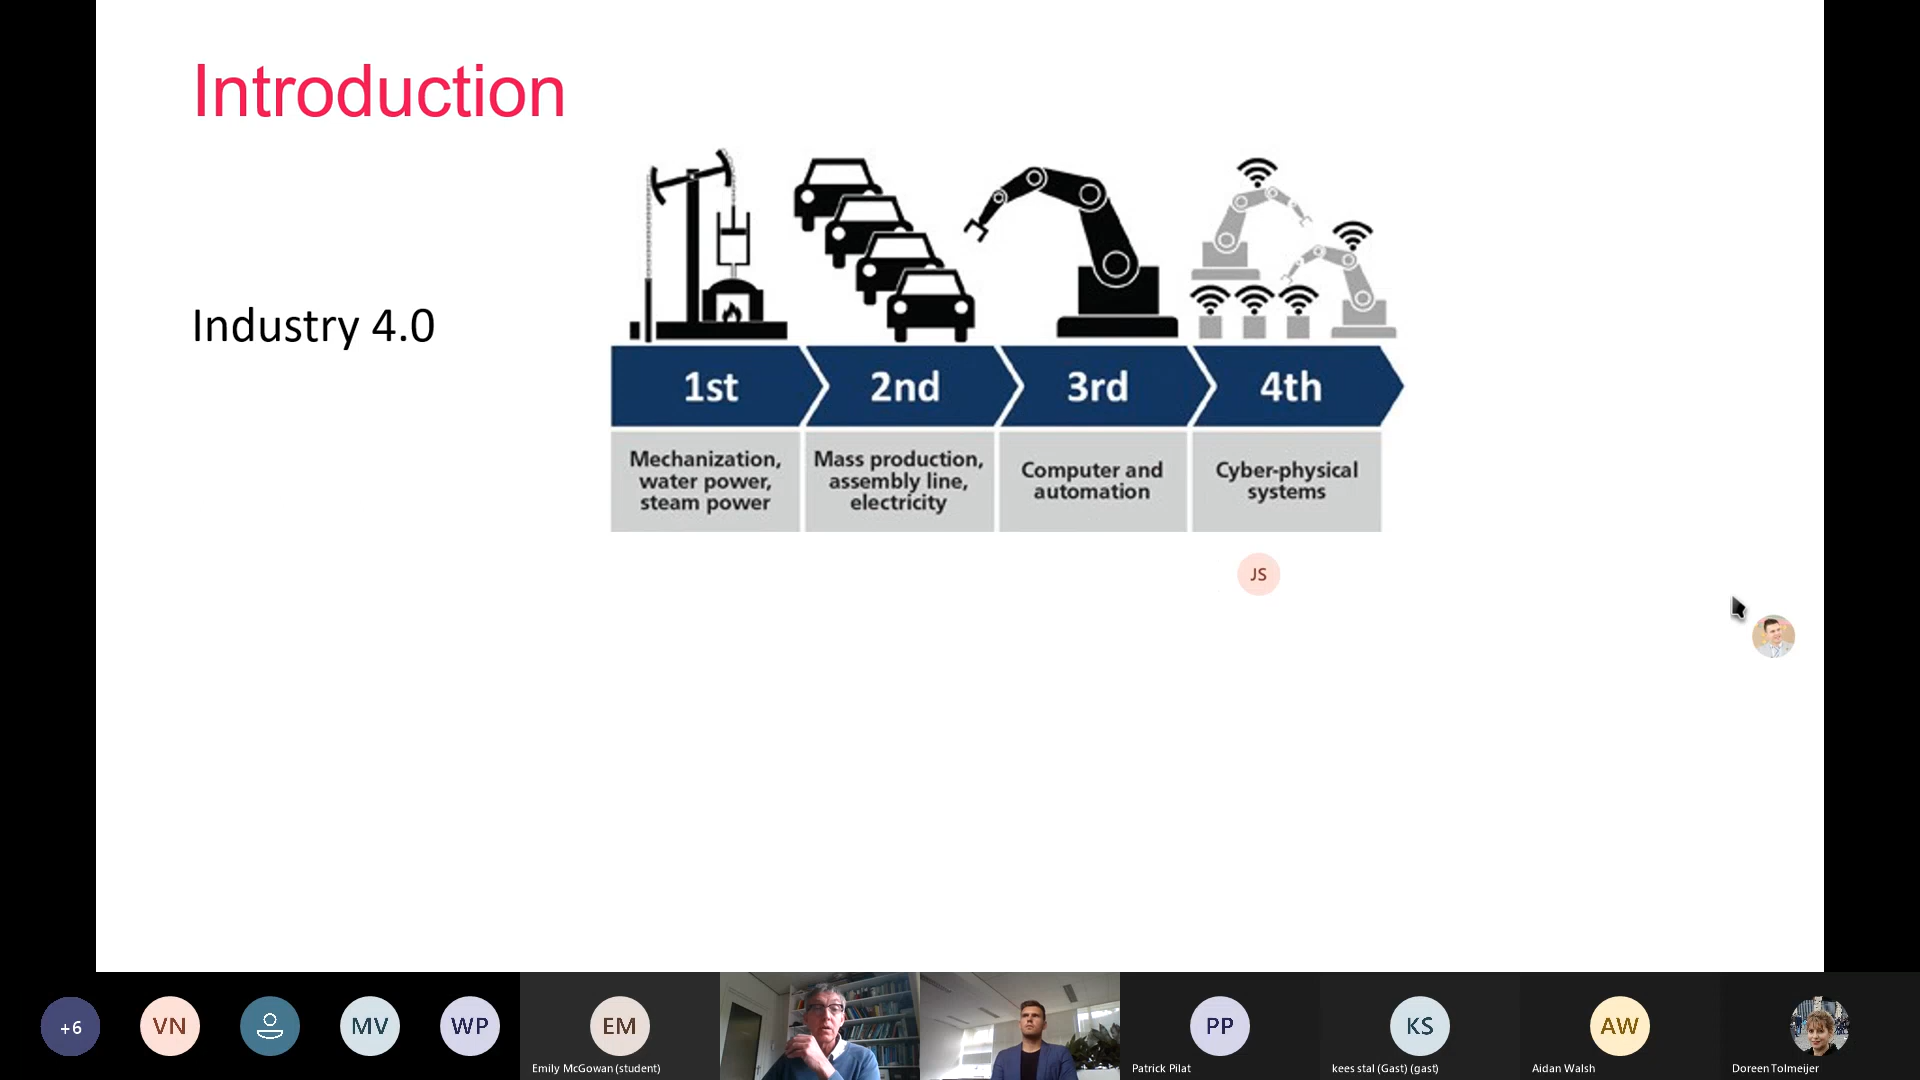 Introduction
Industry 4.0
1st
2nd
3rd
4th
Mechanization,
water power,
steam power
Mass production,
assembly line,
electricity
Computer and
automation
Cyber-physical
systems
JS
+6
VN
MV
WP
EM
Emily McGowan (student)
PP
Patrick Pilat
KS
kees stal (Gast) (gast)
AW
Aidan Walsh
Doreen Tolmeijer